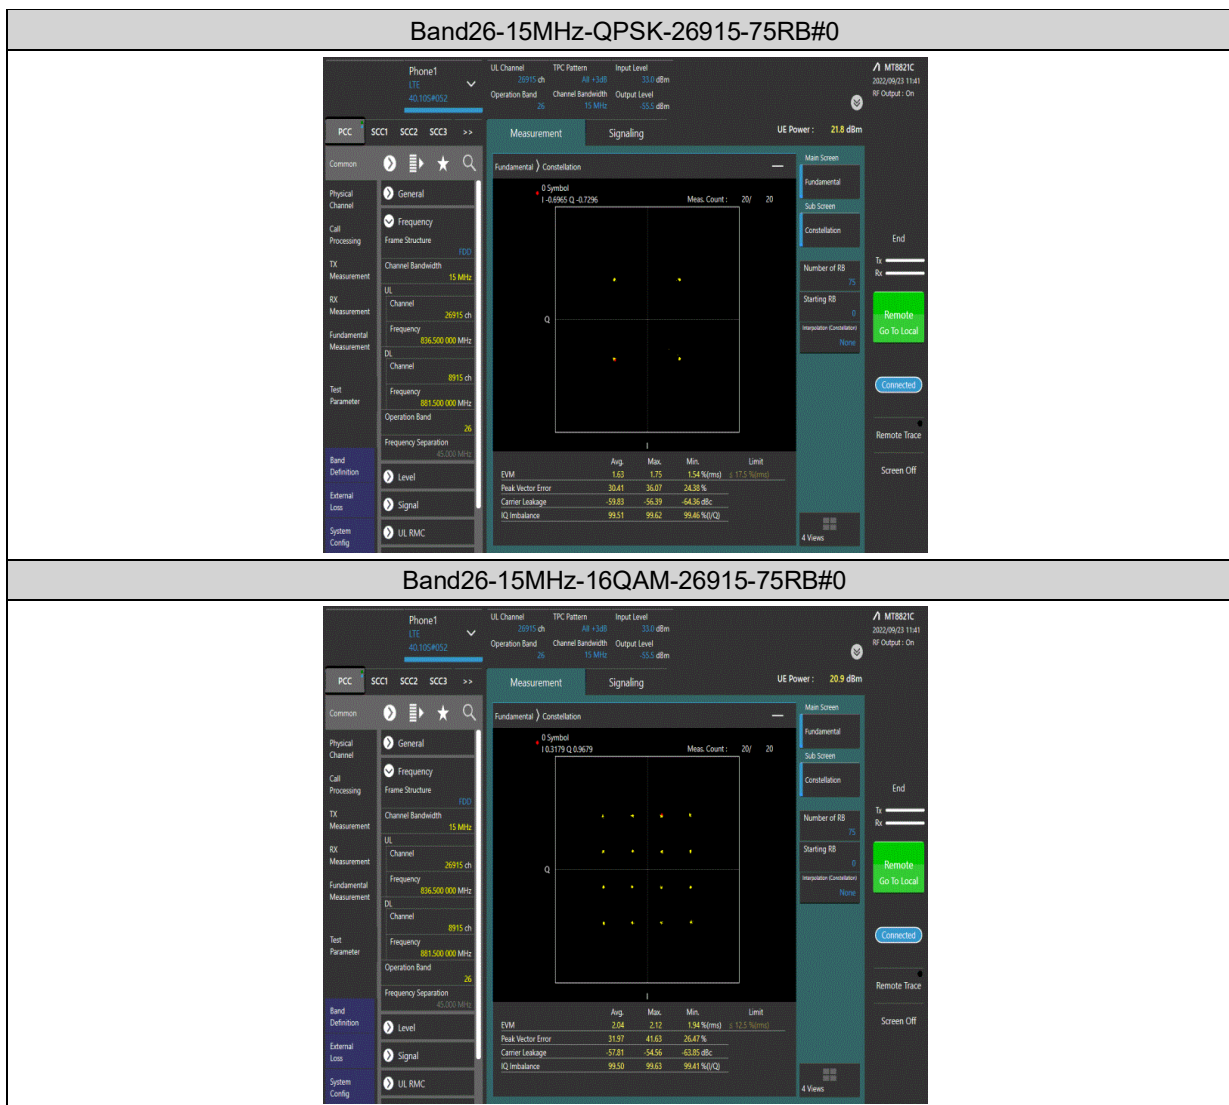 Band26-15MHz-QPSK-26915-75RB#0
Phone1
LTE
40.105#052
UL Channel TPC Pattern Input Level
26915 ch All +3dB 33.0 dBm
Operation Band Channel Bandwidth Output Level
26 15 MHz -55.5 dBm
MT8821C
2022/09/23 11:41
RF Output : On
PCC SCC1 SCC2 SCC3 >>
Measurement Signaling
UE Power : 21.8 dBm
Common
Physical Channel
Call Processing
TX Measurement
RX Measurement
Fundamental Measurement
Test Parameter
Band Definition
External Loss
System Config
General
Frequency
Frame Structure
FDD
Channel Bandwidth
15 MHz
UL
Channel
26915 ch
Frequency
836.500 000 MHz
DL
Channel
8915 ch
Frequency
881.500 000 MHz
Operation Band
26
Frequency Separation
45.000 MHz
Level
Signal
UL RMC
Fundamental Constellation
0 Symbol
I -0.6965 Q -0.7296 Meas. Count : 20/ 20
Q
I
Avg. Max. Min. Limit
EVM 1.63 1.75 1.54 %(rms) ≤ 17.5 %(rms)
Peak Vector Error 30.41 36.07 24.38 %
Carrier Leakage -59.83 -56.39 -64.36 dBc
IQ Imbalance 99.51 99.62 99.46 %(I/Q)
Main Screen
Fundamental
Sub Screen
Constellation
Number of RB
75
Starting RB
0
Interpolation (Constellation)
None
4 Views
End
Tx
Rx
Remote
Go To Local
Connected
Remote Trace
Screen Off
Band26-15MHz-16QAM-26915-75RB#0
Phone1
LTE
40.105#052
UL Channel TPC Pattern Input Level
26915 ch All +3dB 33.0 dBm
Operation Band Channel Bandwidth Output Level
26 15 MHz -55.5 dBm
MT8821C
2022/09/23 11:41
RF Output : On
PCC SCC1 SCC2 SCC3 >>
Measurement Signaling
UE Power : 20.9 dBm
Common
Physical Channel
Call Processing
TX Measurement
RX Measurement
Fundamental Measurement
Test Parameter
Band Definition
External Loss
System Config
General
Frequency
Frame Structure
FDD
Channel Bandwidth
15 MHz
UL
Channel
26915 ch
Frequency
836.500 000 MHz
DL
Channel
8915 ch
Frequency
881.500 000 MHz
Operation Band
26
Frequency Separation
45.000 MHz
Level
Signal
UL RMC
Fundamental Constellation
0 Symbol
I 0.3179 Q 0.9679 Meas. Count : 20/ 20
Q
I
Avg. Max. Min. Limit
EVM 2.04 2.12 1.94 %(rms) ≤ 12.5 %(rms)
Peak Vector Error 31.97 41.63 26.47 %
Carrier Leakage -57.81 -54.56 -63.85 dBc
IQ Imbalance 99.50 99.63 99.41 %(I/Q)
Main Screen
Fundamental
Sub Screen
Constellation
Number of RB
75
Starting RB
0
Interpolation (Constellation)
None
4 Views
End
Tx
Rx
Remote
Go To Local
Connected
Remote Trace
Screen Off